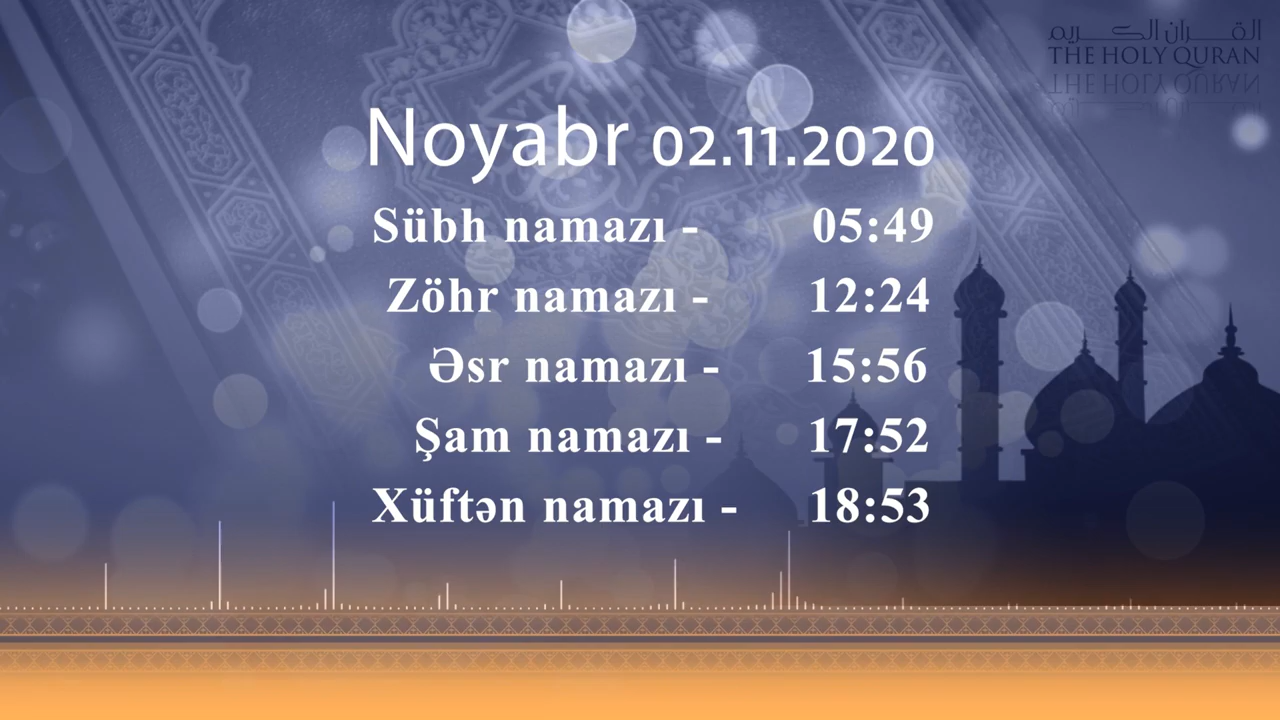 القرآن الكريم
THE HOLY QURAN
Noyabr 02.11.2020
Sübh namazı - 05:49
Zöhr namazı - 12:24
Əsr namazı - 15:56
Şam namazı - 17:52
Xüftən namazı - 18:53